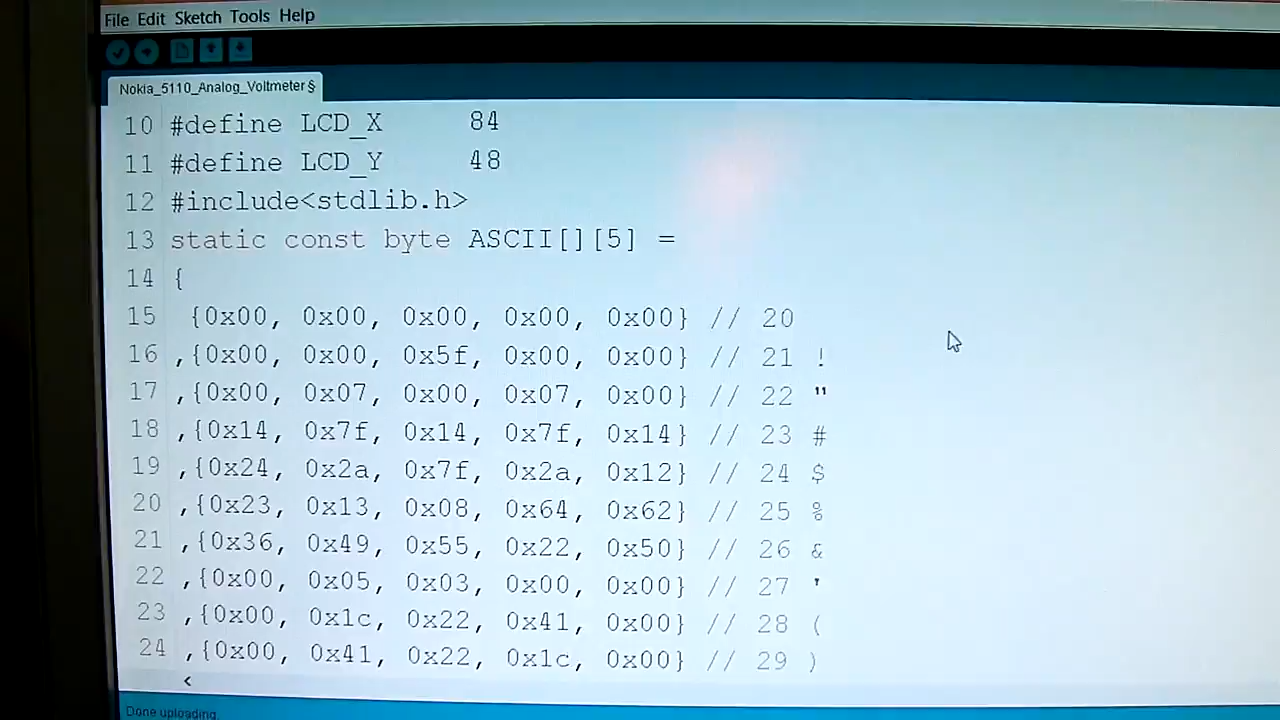 File Edit Sketch Tools Help
Nokia_5110_Analog_Voltmeter §
10 #define LCD_X 84
11 #define LCD_Y 48
12 #include<stdlib.h>
13 static const byte ASCII[][5] =
14 {
15 {0x00, 0x00, 0x00, 0x00, 0x00} // 20
16 ,{0x00, 0x00, 0x5f, 0x00, 0x00} // 21 !
17 ,{0x00, 0x07, 0x00, 0x07, 0x00} // 22 "
18 ,{0x14, 0x7f, 0x14, 0x7f, 0x14} // 23 #
19 ,{0x24, 0x2a, 0x7f, 0x2a, 0x12} // 24 $
20 ,{0x23, 0x13, 0x08, 0x64, 0x62} // 25 %
21 ,{0x36, 0x49, 0x55, 0x22, 0x50} // 26 &
22 ,{0x00, 0x05, 0x03, 0x00, 0x00} // 27 '
23 ,{0x00, 0x1c, 0x22, 0x41, 0x00} // 28 (
24 ,{0x00, 0x41, 0x22, 0x1c, 0x00} // 29 )
Done uploading.